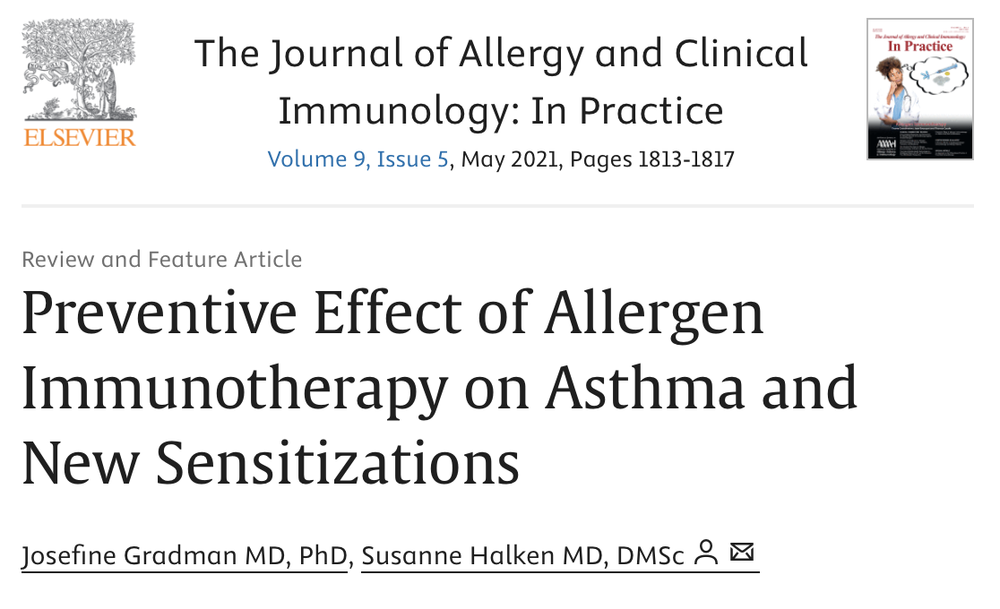 ELSEVIER
The Journal of Allergy and Clinical
Immunology: In Practice
Volume 9, Issue 5, May 2021, Pages 1813-1817
The Journal of Allergy and Clinical Immunology:
In Practice
Review and Feature Article
Preventive Effect of Allergen
Immunotherapy on Asthma and
New Sensitizations
Josefine Gradman MD, PhD, Susanne Halken MD, DMSc